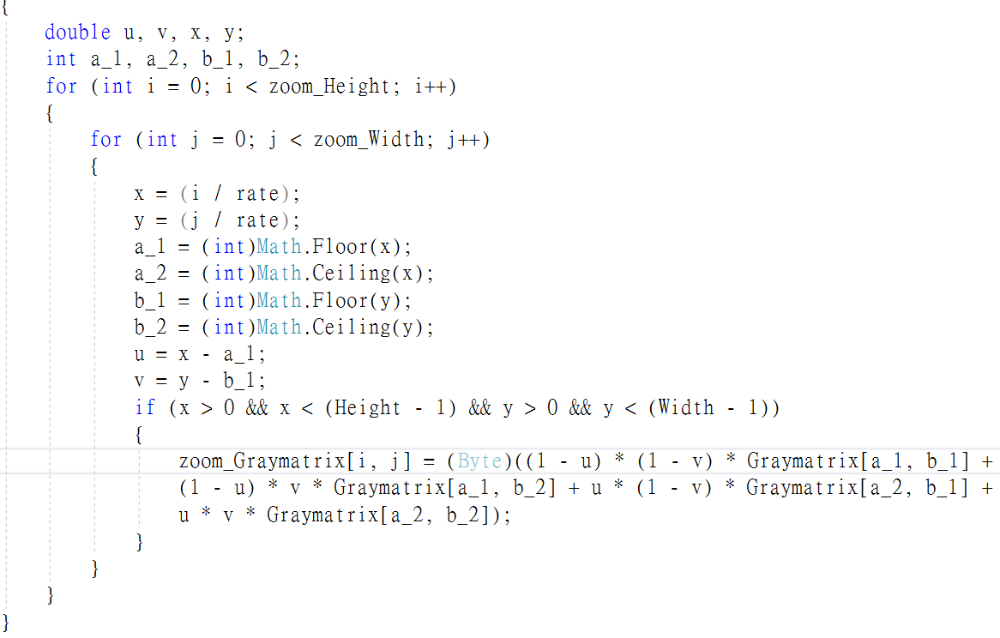 {
double u, v, x, y;
int a_1, a_2, b_1, b_2;
for (int i = 0; i < zoom_Height; i++)
{
for (int j = 0; j < zoom_Width; j++)
{
x = (i / rate);
y = (j / rate);
a_1 = (int)Math.Floor(x);
a_2 = (int)Math.Ceiling(x);
b_1 = (int)Math.Floor(y);
b_2 = (int)Math.Ceiling(y);
u = x - a_1;
v = y - b_1;
if (x > 0 && x < (Height - 1) && y > 0 && y < (Width - 1))
{
zoom_Graymatrix[i, j] = (Byte)((1 - u) * (1 - v) * Graymatrix[a_1, b_1] +
(1 - u) * v * Graymatrix[a_1, b_2] + u * (1 - v) * Graymatrix[a_2, b_1] +
u * v * Graymatrix[a_2, b_2]);
}
}
}
}